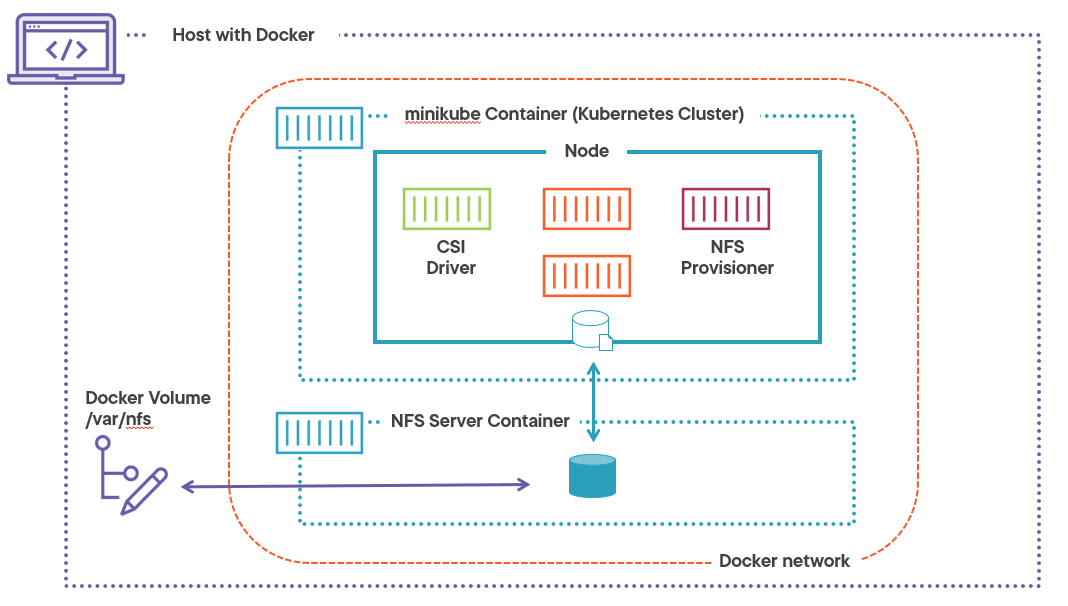 Host with Docker
minikube Container (Kubernetes Cluster)
Node
CSI
Driver
NFS
Provisioner
Docker Volume
/var/nfs
NFS Server Container
Docker network